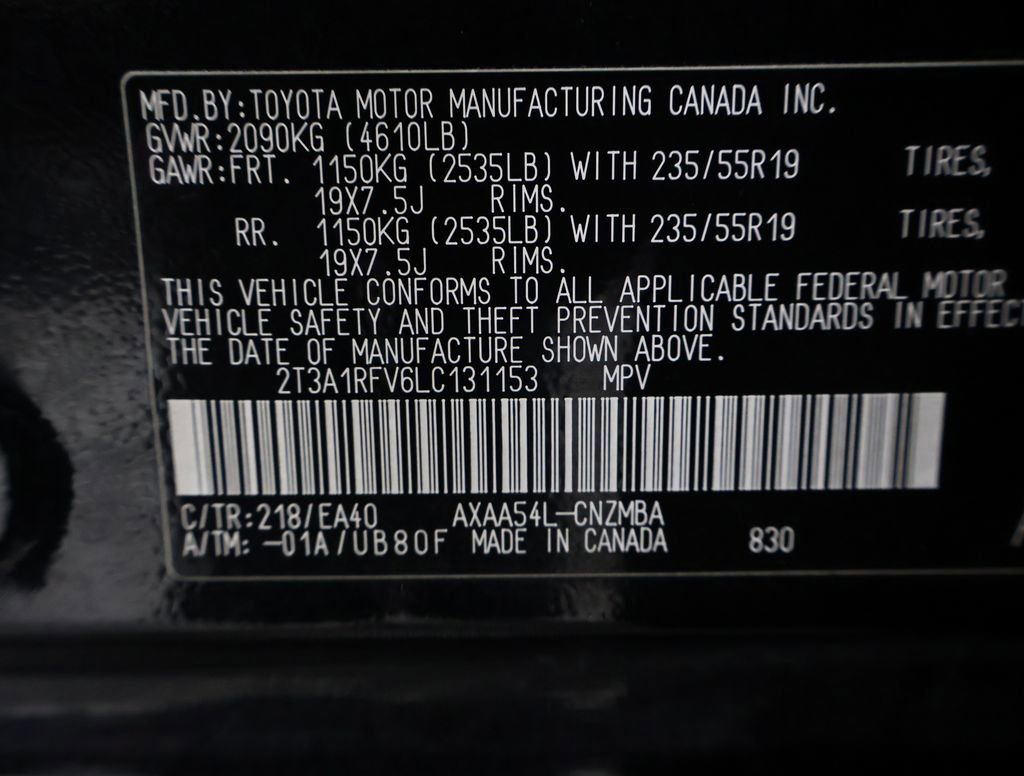 MFD.BY:TOYOTA MOTOR MANUFACTURING CANADA INC.
GVWR:2090KG (4610LB)
GAWR:FRT. 1150KG (2535LB) WITH 235/55R19 TIRES,
19X7.5J RIMS.
RR. 1150KG (2535LB) WITH 235/55R19 TIRES,
19X7.5J RIMS.
THIS VEHICLE CONFORMS TO ALL APPLICABLE FEDERAL MOTOR
VEHICLE SAFETY AND THEFT PREVENTION STANDARDS IN EFFEC
THE DATE OF MANUFACTURE SHOWN ABOVE.
2T3A1RFV6LC131153 MPV
C/TR:218/EA40 AXAA54L-CNZMBA
A/TM: -01A/UB80F MADE IN CANADA 830